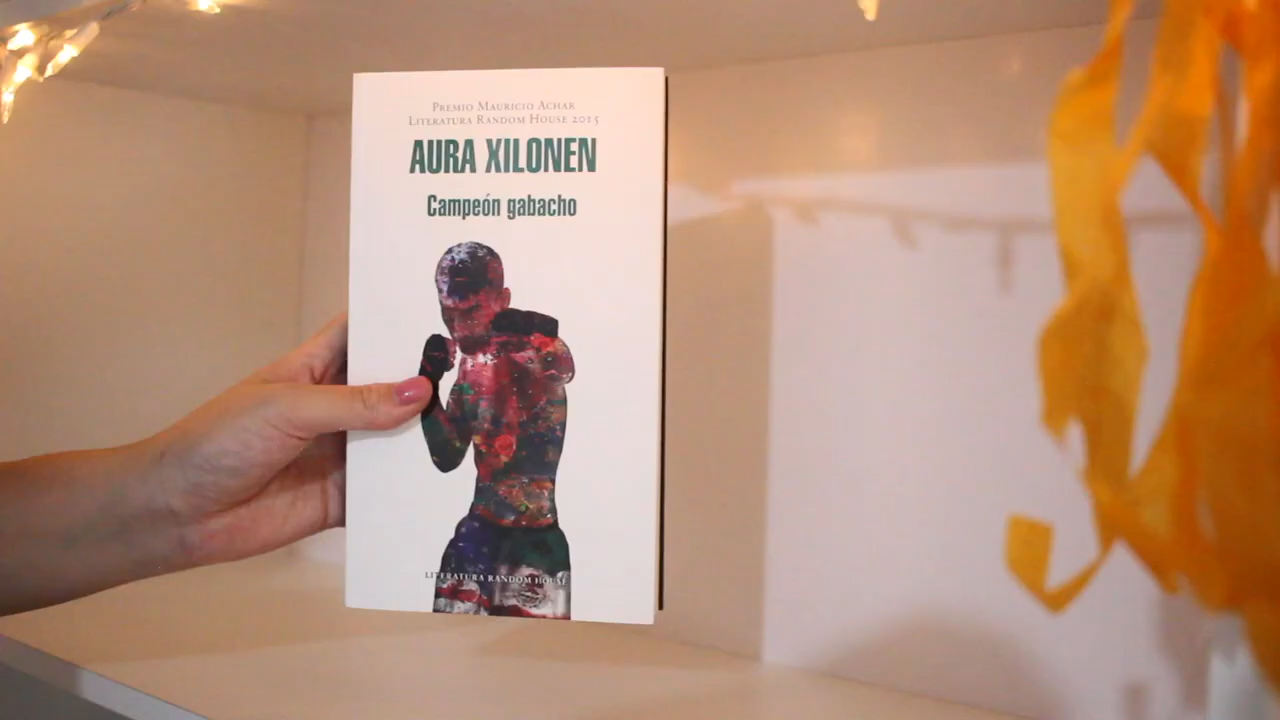 Premio Mauricio Achar
Literatura Random House 2015
AURA XILONEN
Campeón gabacho
LITERATURA RANDOM HOUSE